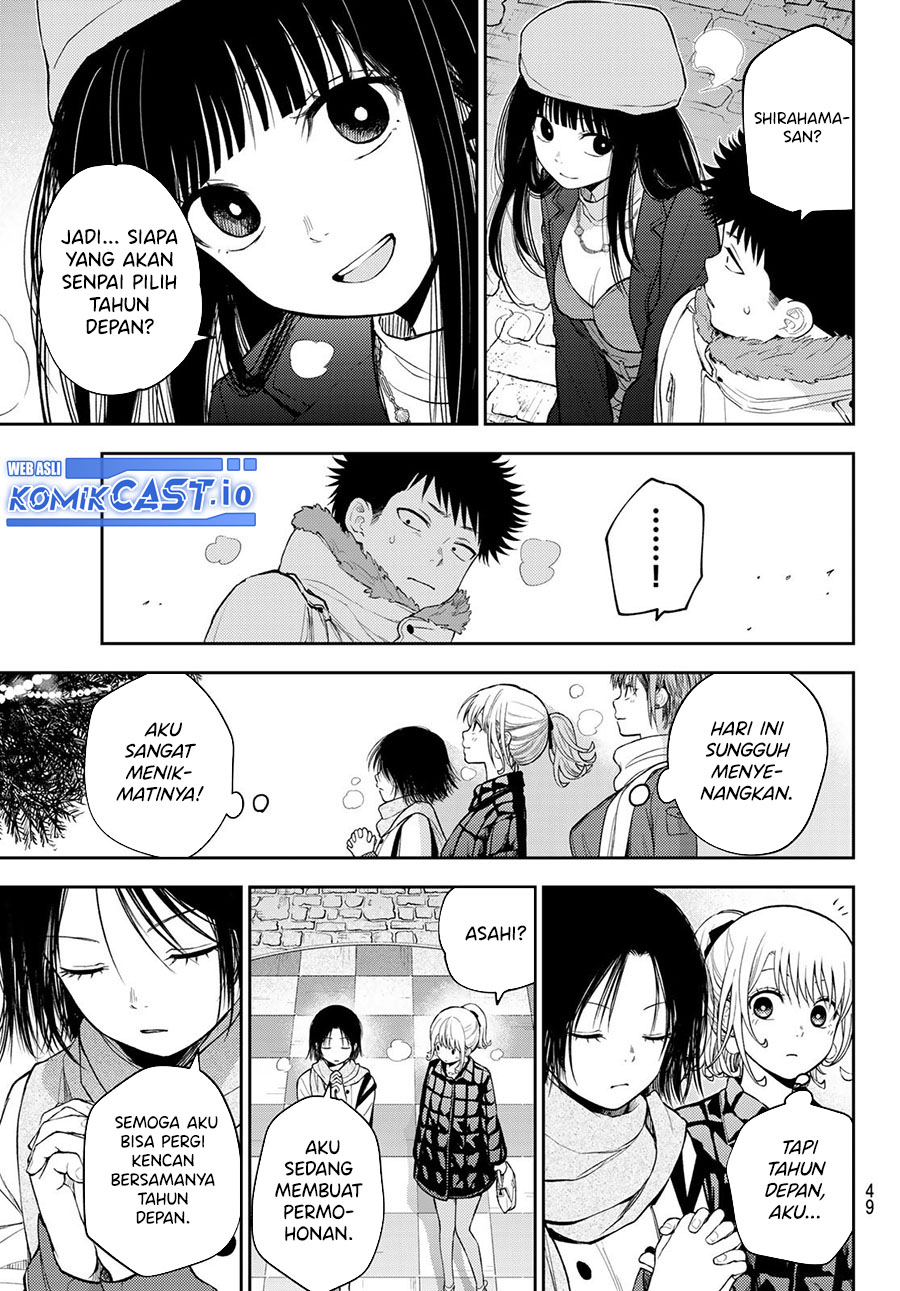 SHIRAHAMA-
SAN?
JADI... SIAPA
YANG AKAN
SENPAI PILIH
TAHUN
DEPAN?
WEB ASLI
KOMIKCAST.io
.......!
HARI INI
SUNGGUH
MENYE-
NANGKAN.
AKU
SANGAT
MENIK-
MATINYA!
TAPI
TAHUN
DEPAN,
AKU...
ASAHI?
AKU
SEDANG
MEMBUAT
PERMO-
HONAN.
SEMOGA AKU
BISA PERGI
KENCAN
BERSAMANYA
TAHUN
DEPAN.
49